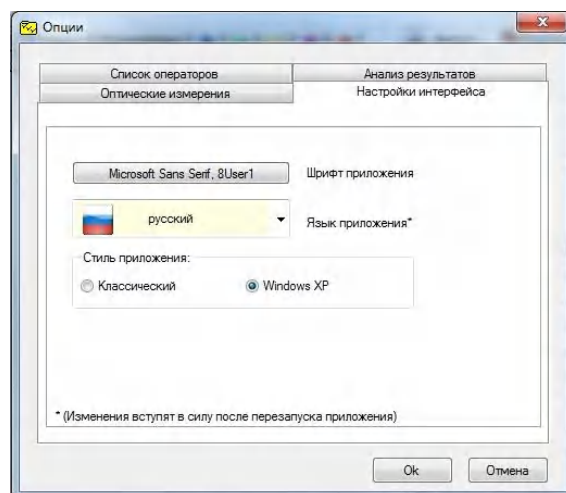 Опции
Список операторов
Анализ результатов
Оптические измерения
Настройки интерфейса
Microsoft Sans Serif, 8User1
Шрифт приложения
русский
Язык приложения*
Стиль приложения:
Классический
Windows XP
* (Изменения вступят в силу после перезапуска приложения)
Ok
Отмена